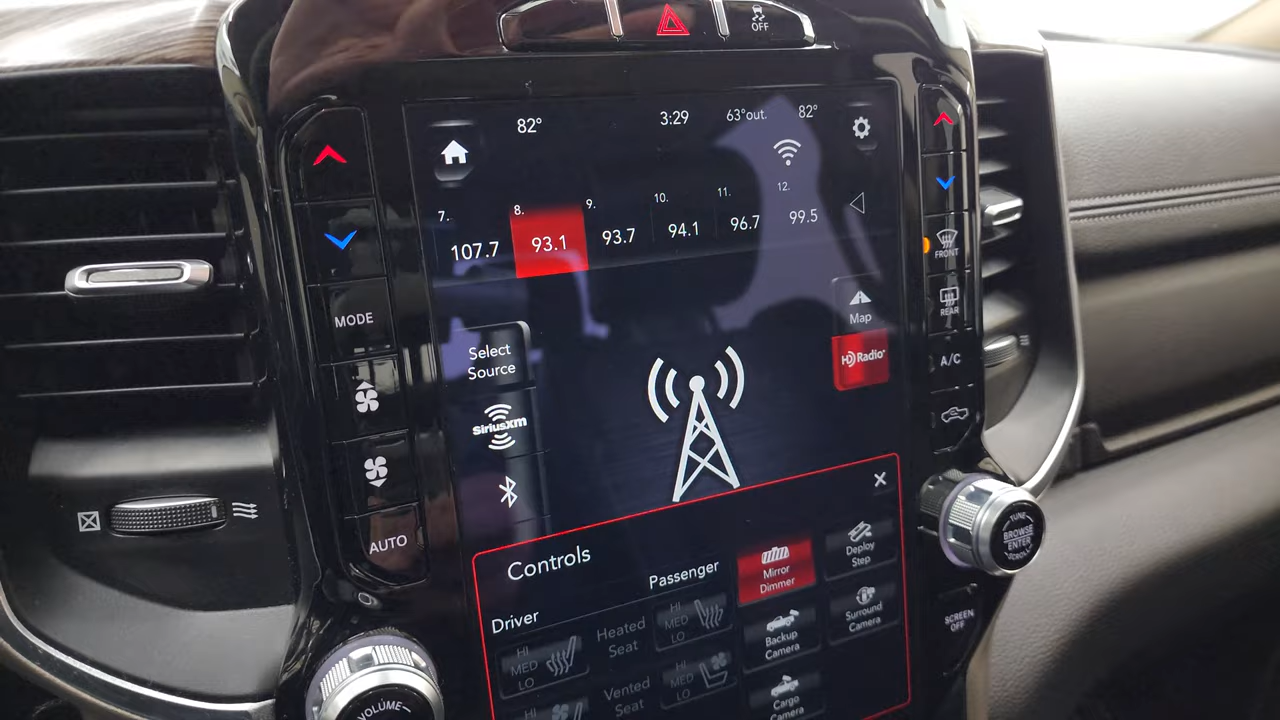 OFF
82°
3:29
63°out.
82°
7.
8.
9.
10.
11.
12.
107.7
93.1
93.7
94.1
96.7
99.5
FRONT
REAR
MODE
Map
Select
Source
HD Radio
A/C
SiriusXM
AUTO
Controls
Driver
Passenger
Mirror
Dimmer
Deploy
Step
HI
MED
LO
Heated
Seat
HI
MED
LO
Backup
Camera
Surround
Camera
HI
Vented
Seat
HI
MED
LO
Cargo
Camera
TUNE
BROWSE
ENTER
SCROLL
SCREEN
OFF
VOLUME